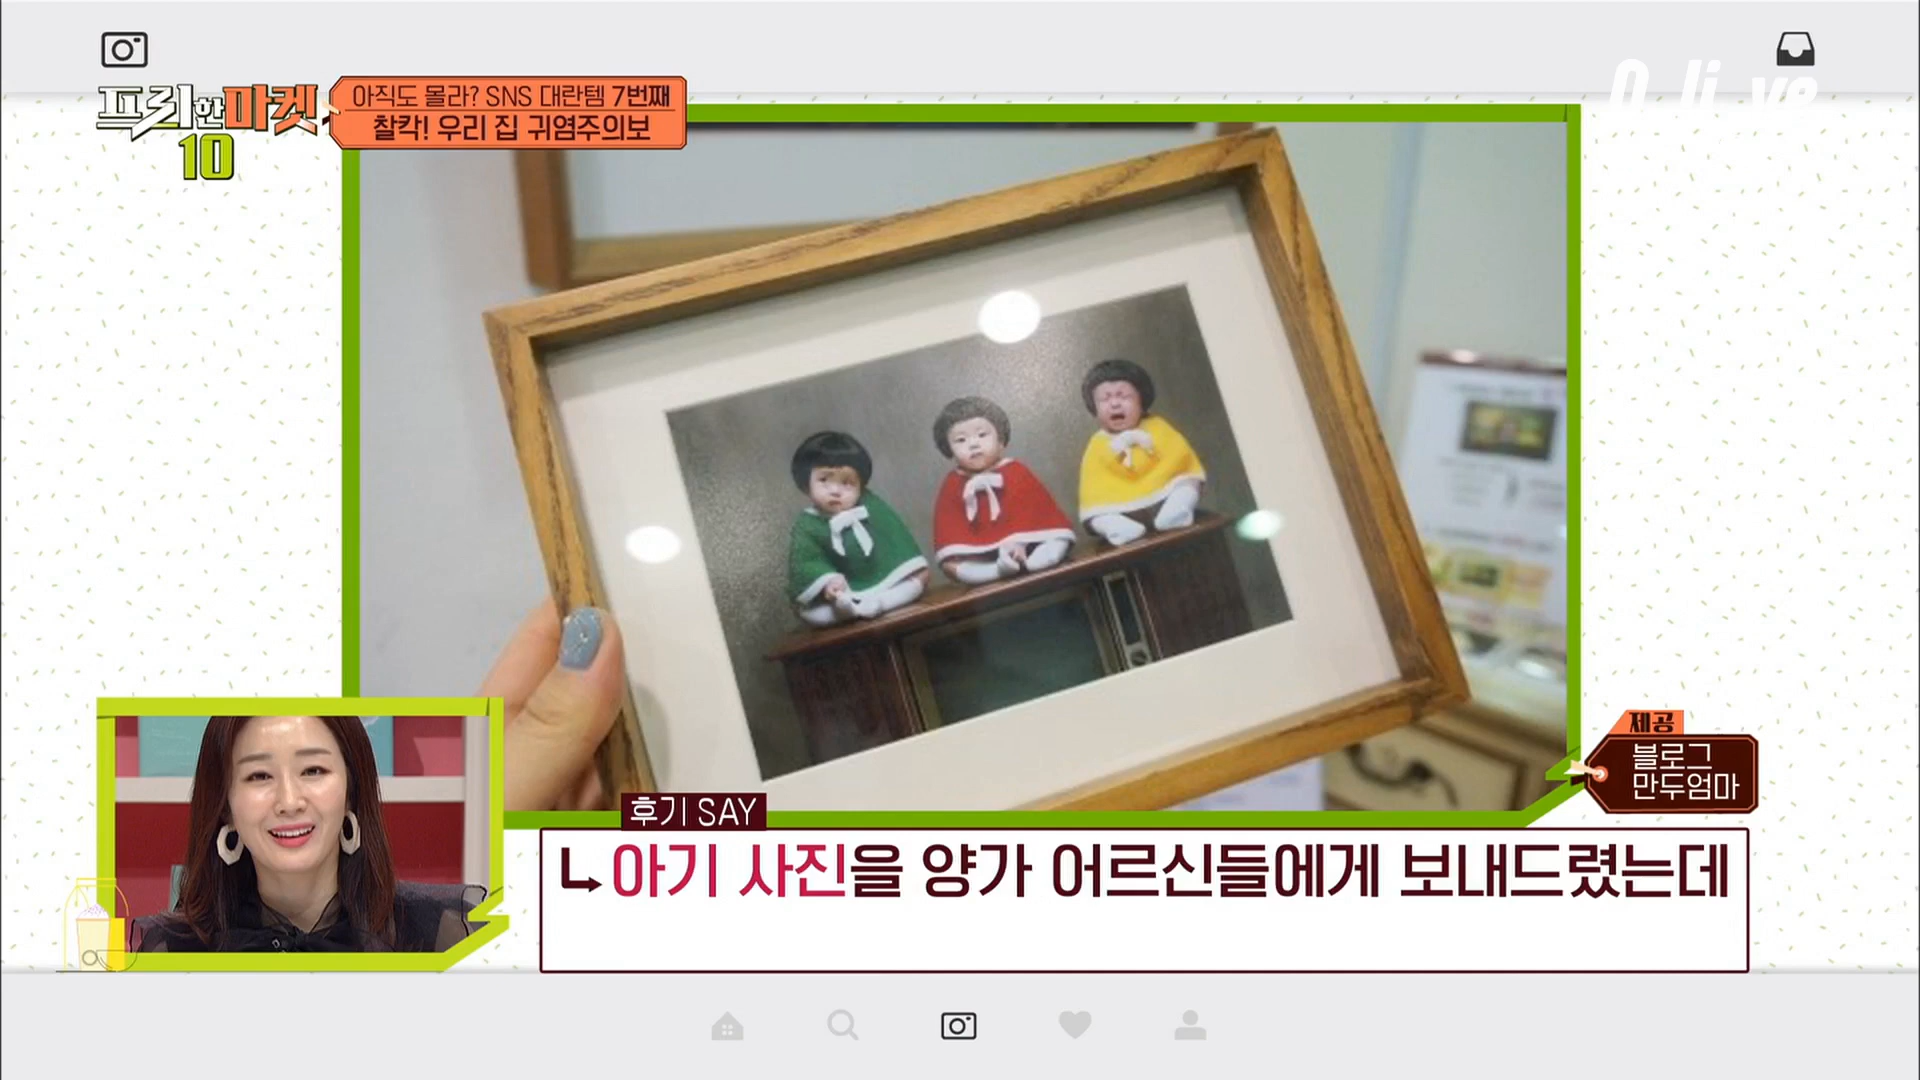 프리한마켓
10
아직도 몰라? SNS 대란템 7번째
찰칵! 우리 집 귀염주의보
O li ve
제공
블로그
만두엄마
후기 SAY
아기 사진을 양가 어르신들에게 보내드렸는데